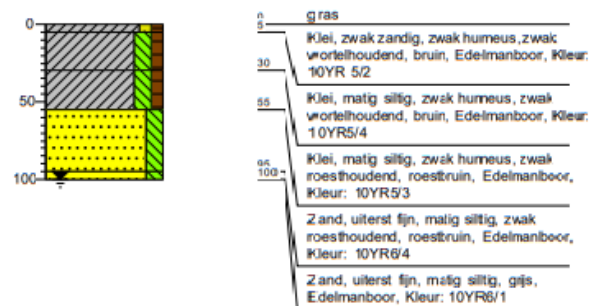 0
50
100
0
5
30
55
95
100
gras
Klei, zwak zandig, zwak humeus, zwak
wortelhoudend, bruin, Edelmanboor, Kleur:
10YR 5/2
Klei, matig siltig, zwak humeus, zwak
wortelhoudend, bruin, Edelmanboor, Kleur:
10YR5/4
Klei, matig siltig, zwak humeus, zwak
roesthoudend, roestbruin, Edelmanboor,
Kleur: 10YR5/3
Zand, uiterst fijn, matig siltig, zwak
roesthoudend, roestbruin, Edelmanboor,
Kleur: 10YR6/4
Zand, uiterst fijn, matig siltig, grijs,
Edelmanboor, Kleur: 10YR6/1